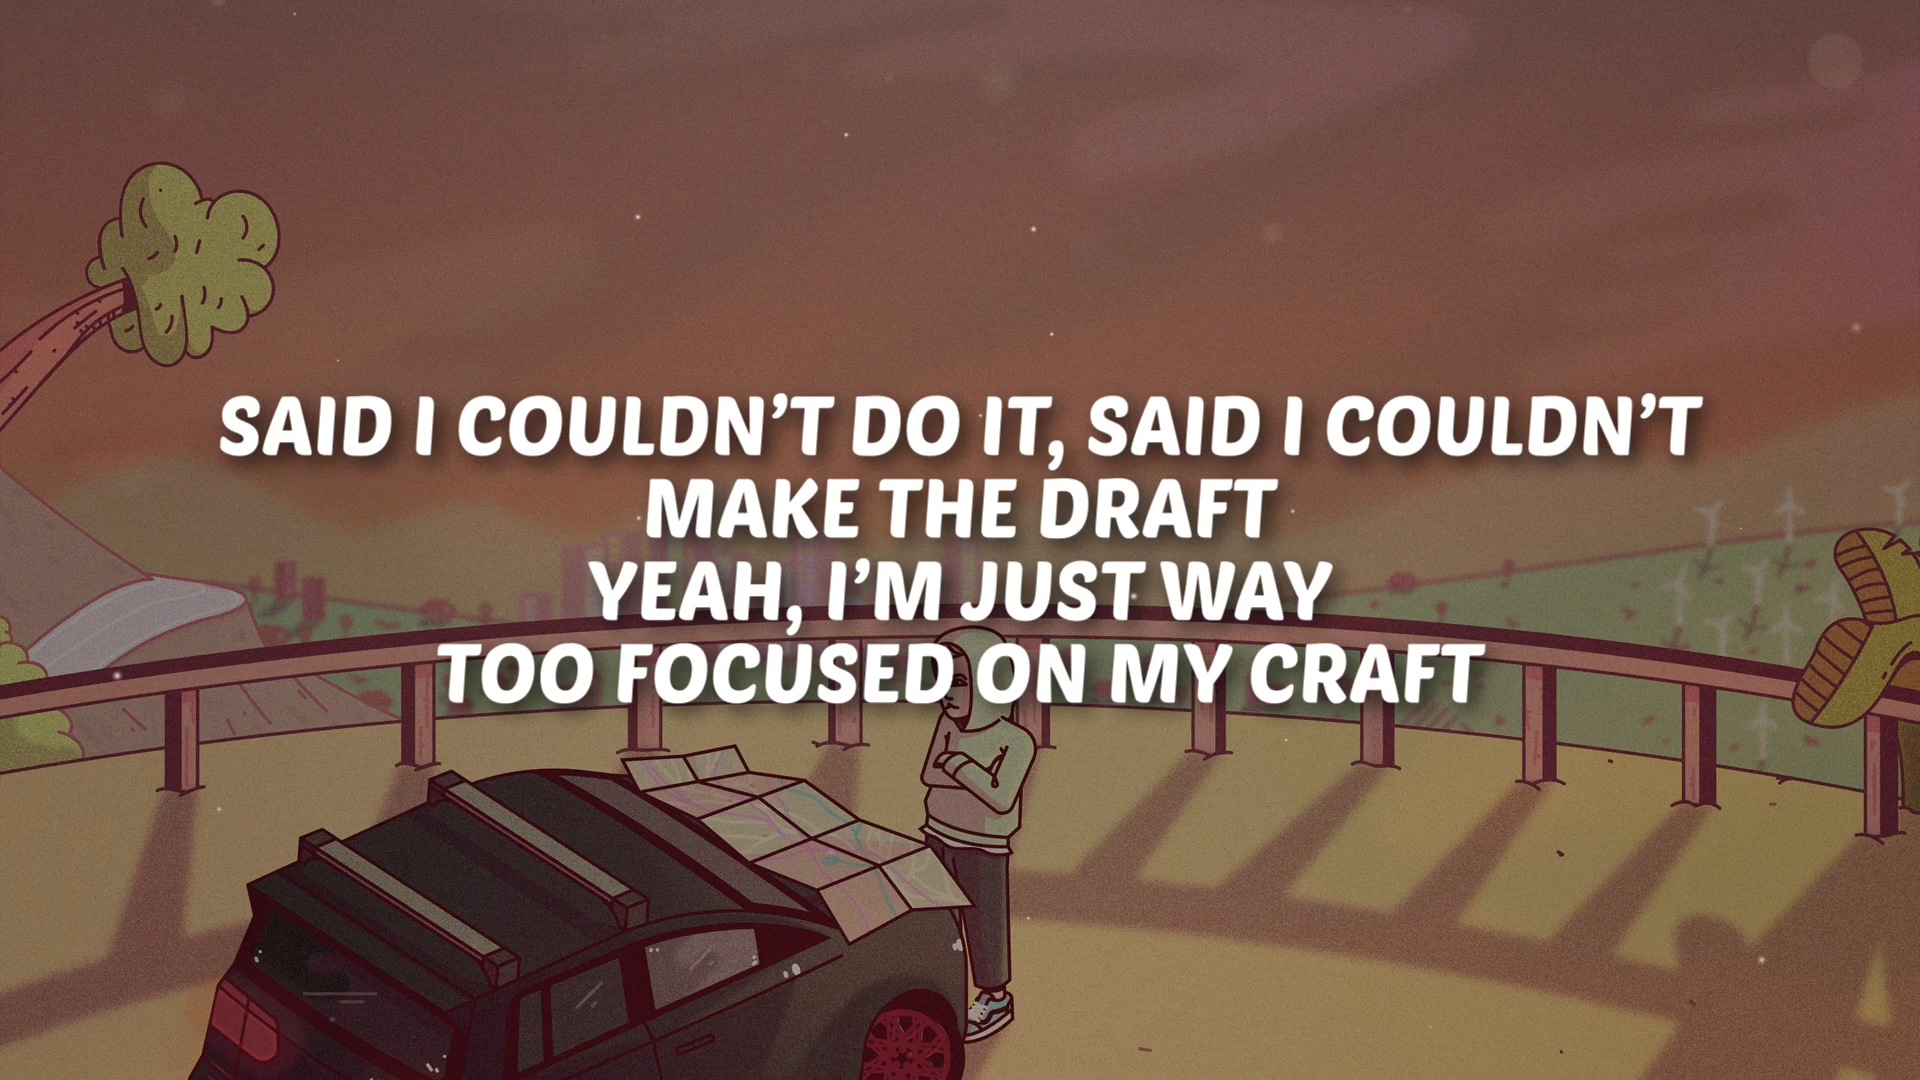 SAID I COULDN’T DO IT, SAID I COULDN’T
MAKE THE DRAFT
YEAH, I’M JUST WAY
TOO FOCUSED ON MY CRAFT